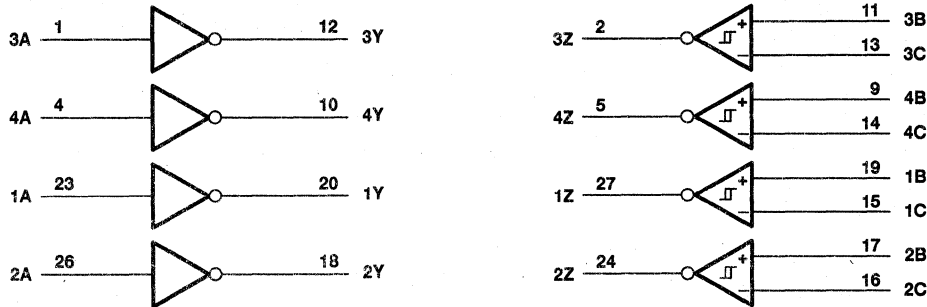 3A 1 12 3Y
4A 4 10 4Y
1A 23 20 1Y
2A 26 18 2Y
3Z 2 + 11 3B
− 13 3C
4Z 5 + 9 4B
− 14 4C
1Z 27 + 19 1B
− 15 1C
2Z 24 + 17 2B
− 16 2C